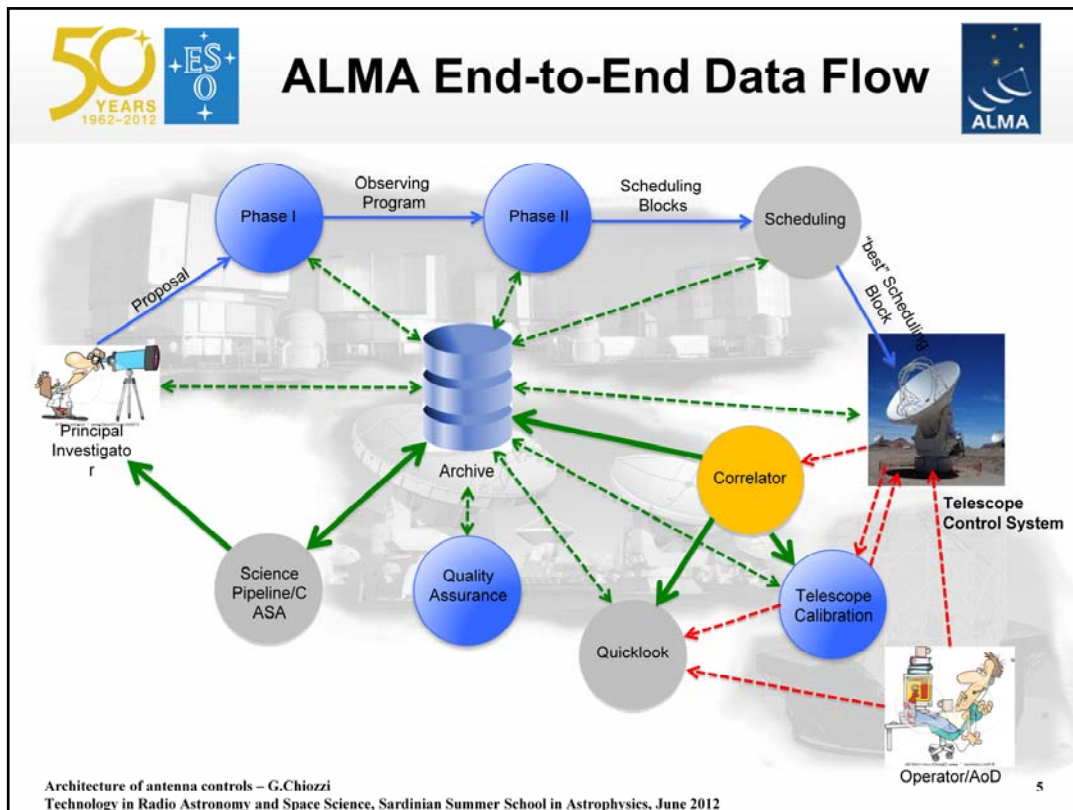 50
YEARS
1962–2012
ES
O
ALMA End-to-End Data Flow
ALMA
Phase I
Observing
Program
Phase II
Scheduling
Blocks
Scheduling
Proposal
"best" Scheduling
Block
Principal
Investigato
r
Archive
Correlator
Telescope
Control System
Science
Pipeline/C
ASA
Quality
Assurance
Telescope
Calibration
Quicklook
Operator/AoD
Architecture of antenna controls – G.Chiozzi
Technology in Radio Astronomy and Space Science, Sardinian Summer School in Astrophysics, June 2012
5